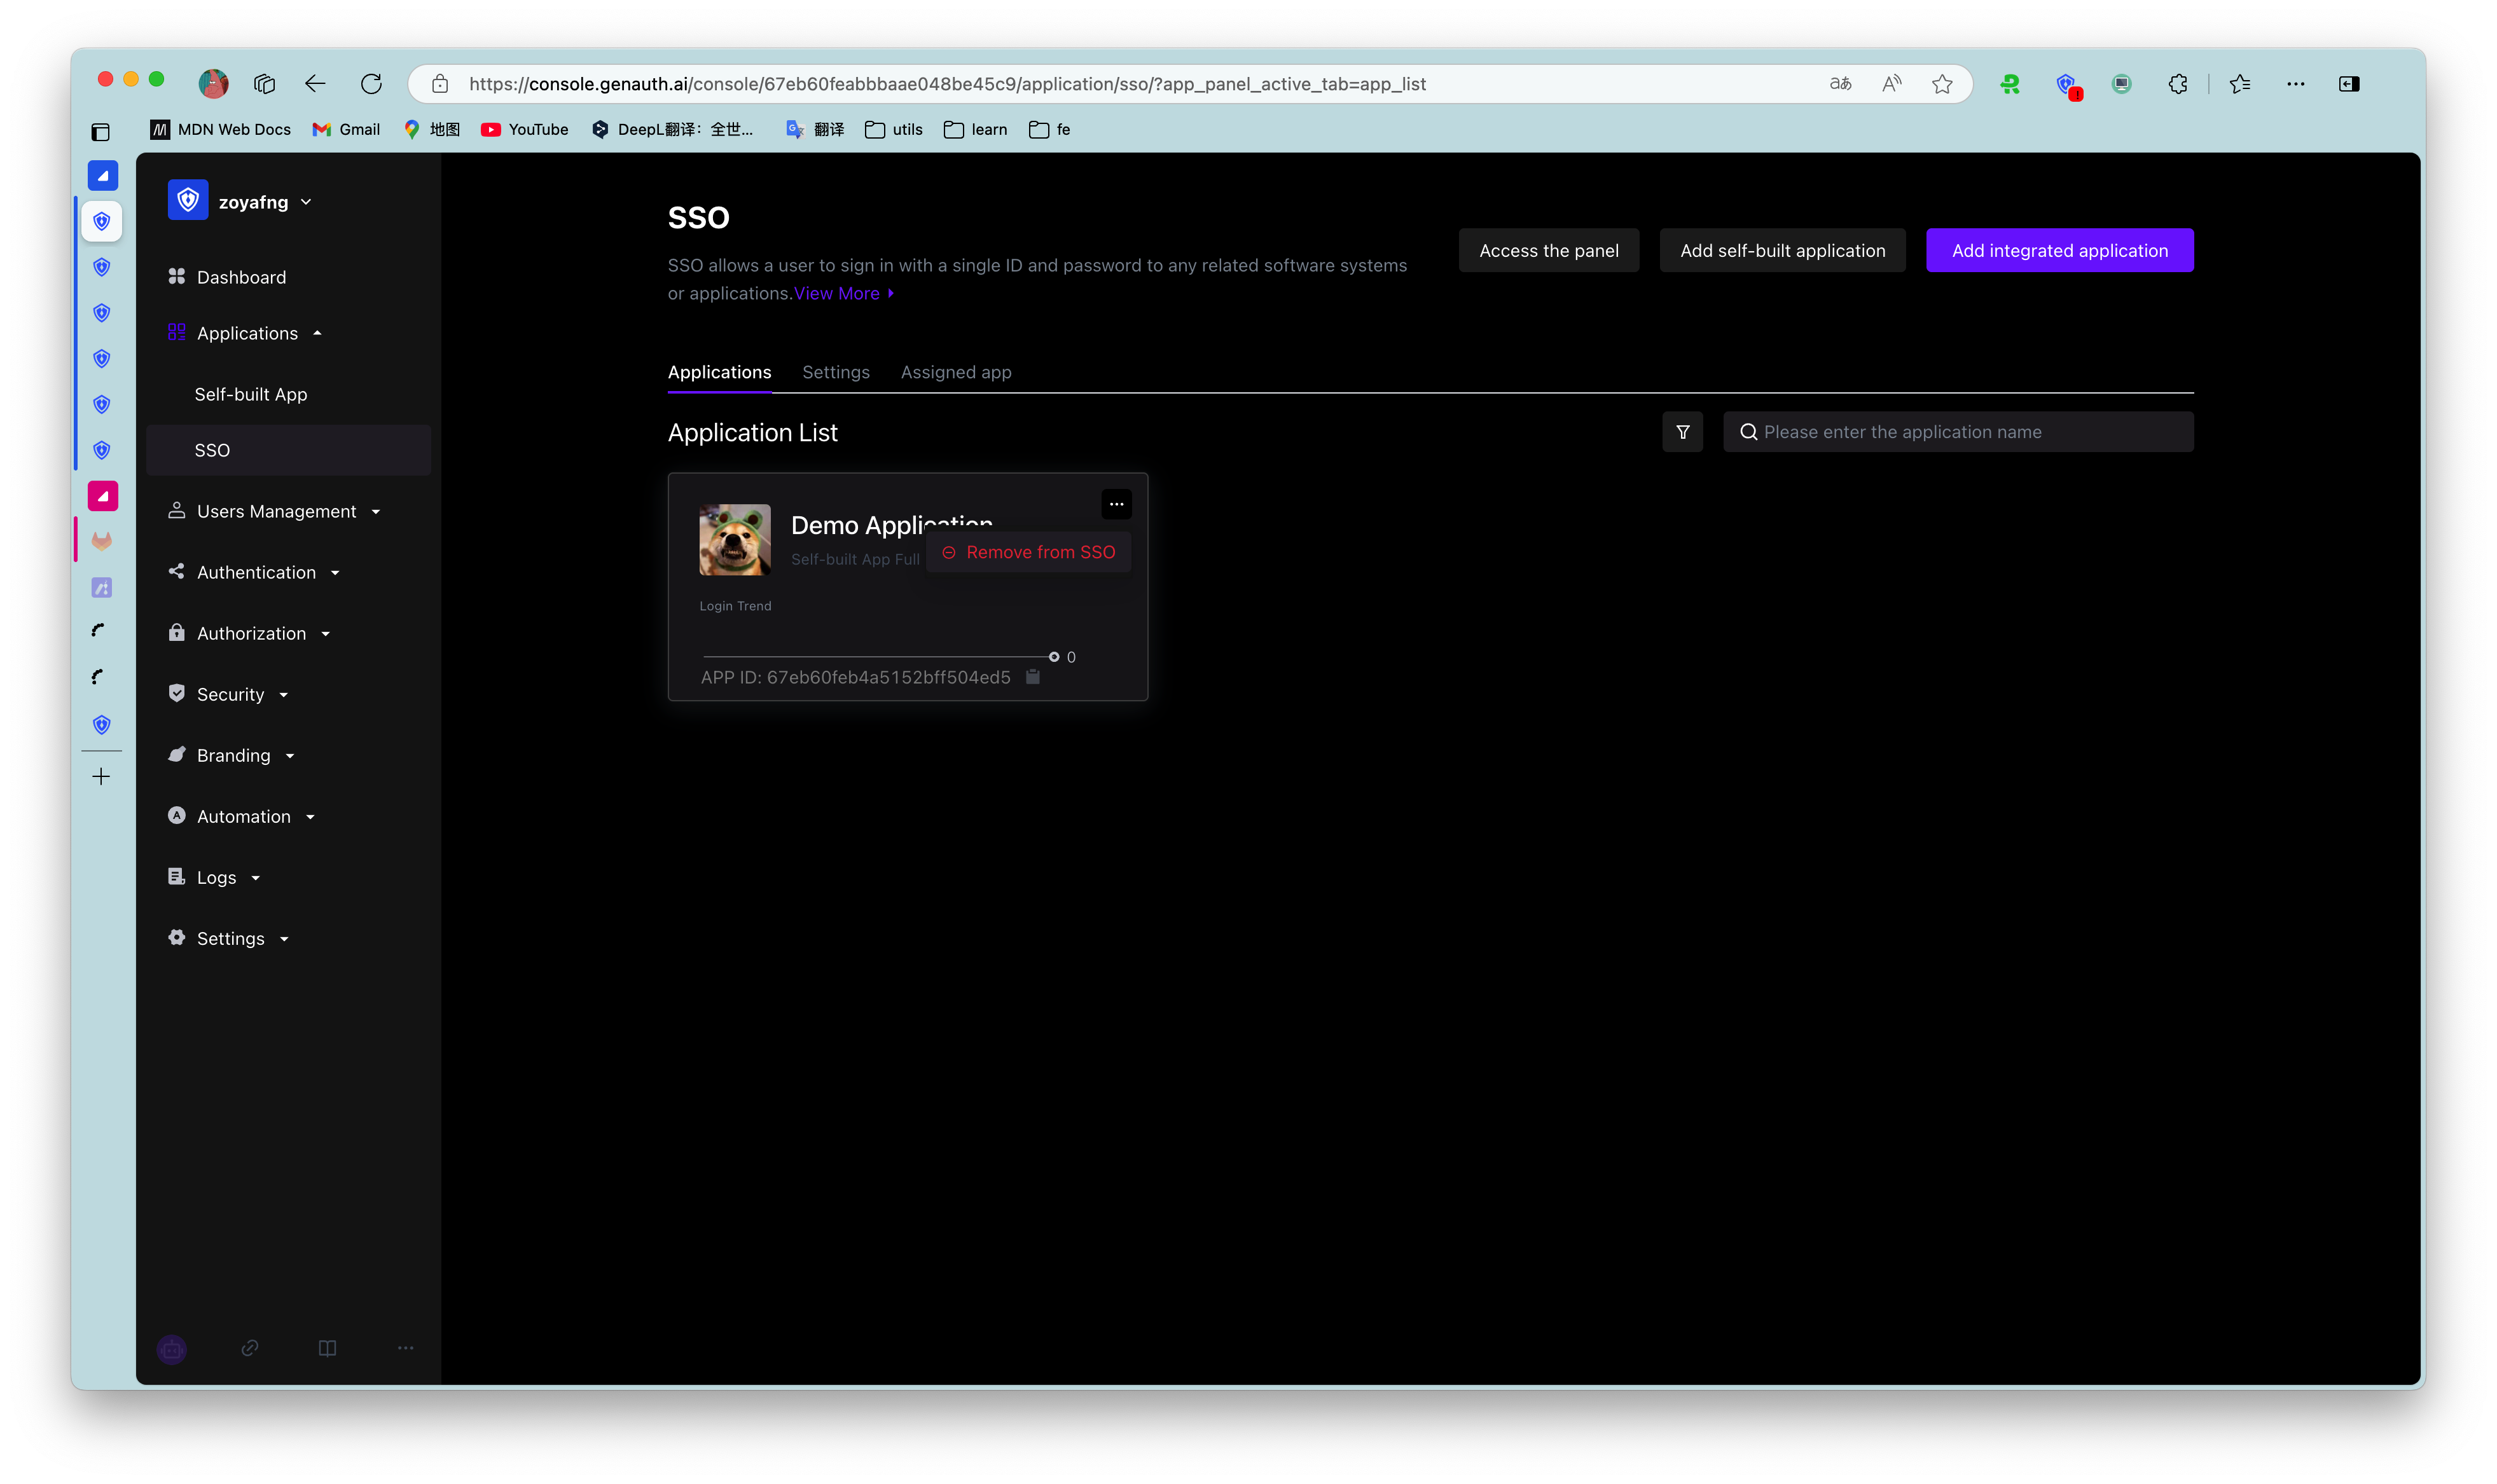 https://console.genauth.ai/console/67eb60feabbbaae048be45c9/application/sso/?app_panel_active_tab=app_list
MDN Web Docs
Gmail
地图
YouTube
DeepL翻译：全世...
翻译
utils
learn
fe
zoyafng
Dashboard
Applications
Self-built App
SSO
Users Management
Authentication
Authorization
Security
Branding
Automation
Logs
Settings
SSO
SSO allows a user to sign in with a single ID and password to any related software systems
or applications.View More
Access the panel
Add self-built application
Add integrated application
Applications
Settings
Assigned app
Application List
Please enter the application name
Demo Application
Self-built App Full
Remove from SSO
Login Trend
0
APP ID: 67eb60feb4a5152bff504ed5